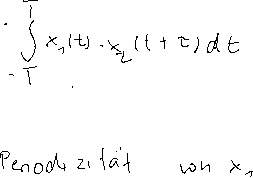 T
∫ x₁(t) · x₂(t + τ) dt
-T
Periodizität von x₁